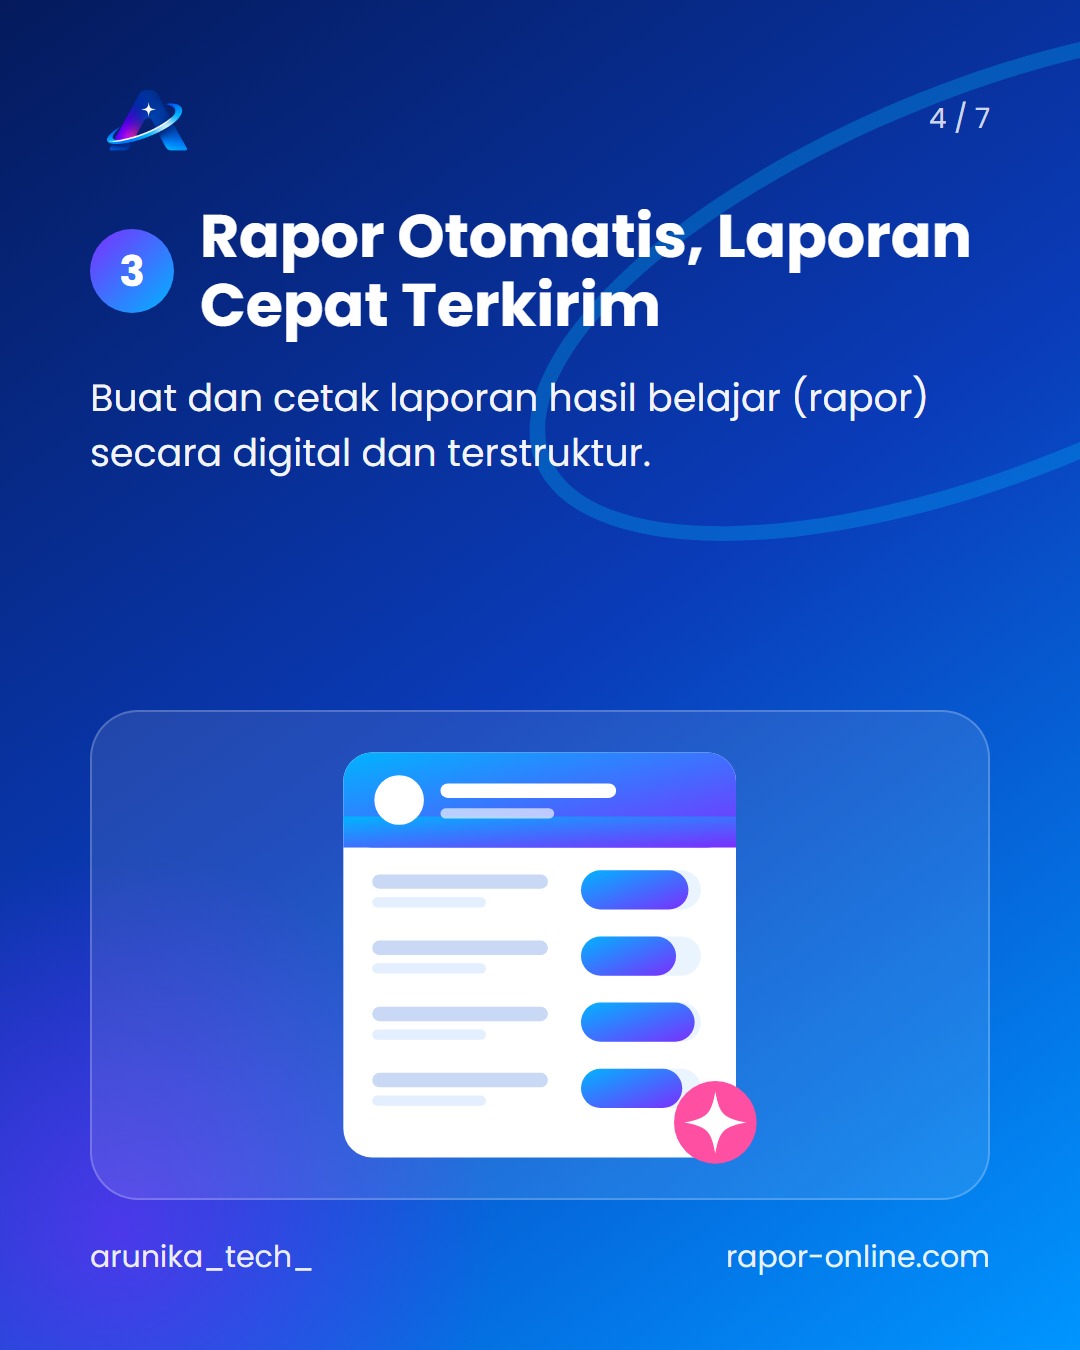 4 / 7
3
Rapor Otomatis, Laporan
Cepat Terkirim
Buat dan cetak laporan hasil belajar (rapor)
secara digital dan terstruktur.
arunika_tech_
rapor-online.com